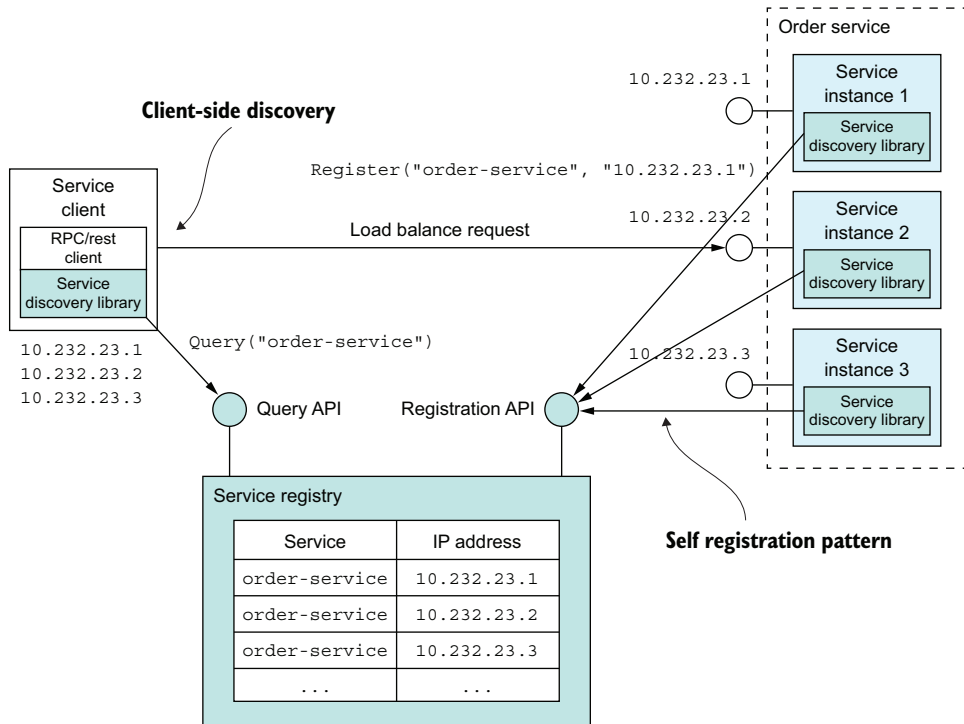 Order service
10.232.23.1
Service
instance 1
Service
discovery library
Client-side discovery
Register("order-service", "10.232.23.1")
Service
client
RPC/rest
client
Service
discovery library
Load balance request
10.232.23.2
Service
instance 2
Service
discovery library
10.232.23.1
10.232.23.2
10.232.23.3
Query("order-service")
10.232.23.3
Service
instance 3
Service
discovery library
Query API
Registration API
Self registration pattern
Service registry
Service IP address
order-service 10.232.23.1
order-service 10.232.23.2
order-service 10.232.23.3
... ...